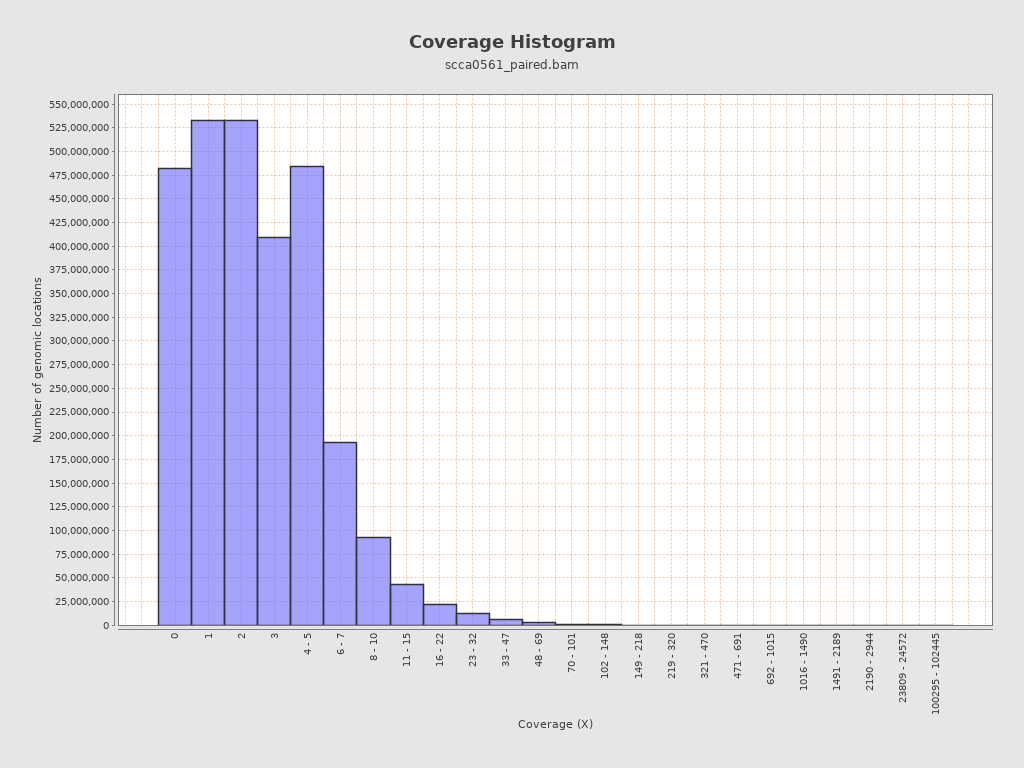 Coverage Histogram
scca0561_paired.bam
Number of genomic locations
550,000,000
525,000,000
500,000,000
475,000,000
450,000,000
425,000,000
400,000,000
375,000,000
350,000,000
325,000,000
300,000,000
275,000,000
250,000,000
225,000,000
200,000,000
175,000,000
150,000,000
125,000,000
100,000,000
75,000,000
50,000,000
25,000,000
0
0
1
2
3
4 - 5
6 - 7
8 - 10
11 - 15
16 - 22
23 - 32
33 - 47
48 - 69
70 - 101
102 - 148
149 - 218
219 - 320
321 - 470
471 - 691
692 - 1015
1016 - 1490
1491 - 2189
2190 - 2944
23809 - 24572
100295 - 102445
Coverage (X)